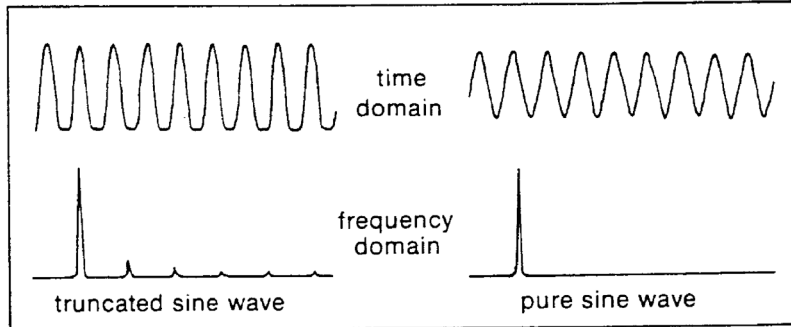 time
domain
frequency
domain
truncated sine wave
pure sine wave